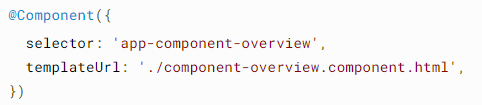 @Component({
  selector: 'app-component-overview',
  templateUrl: './component-overview.component.html',
})